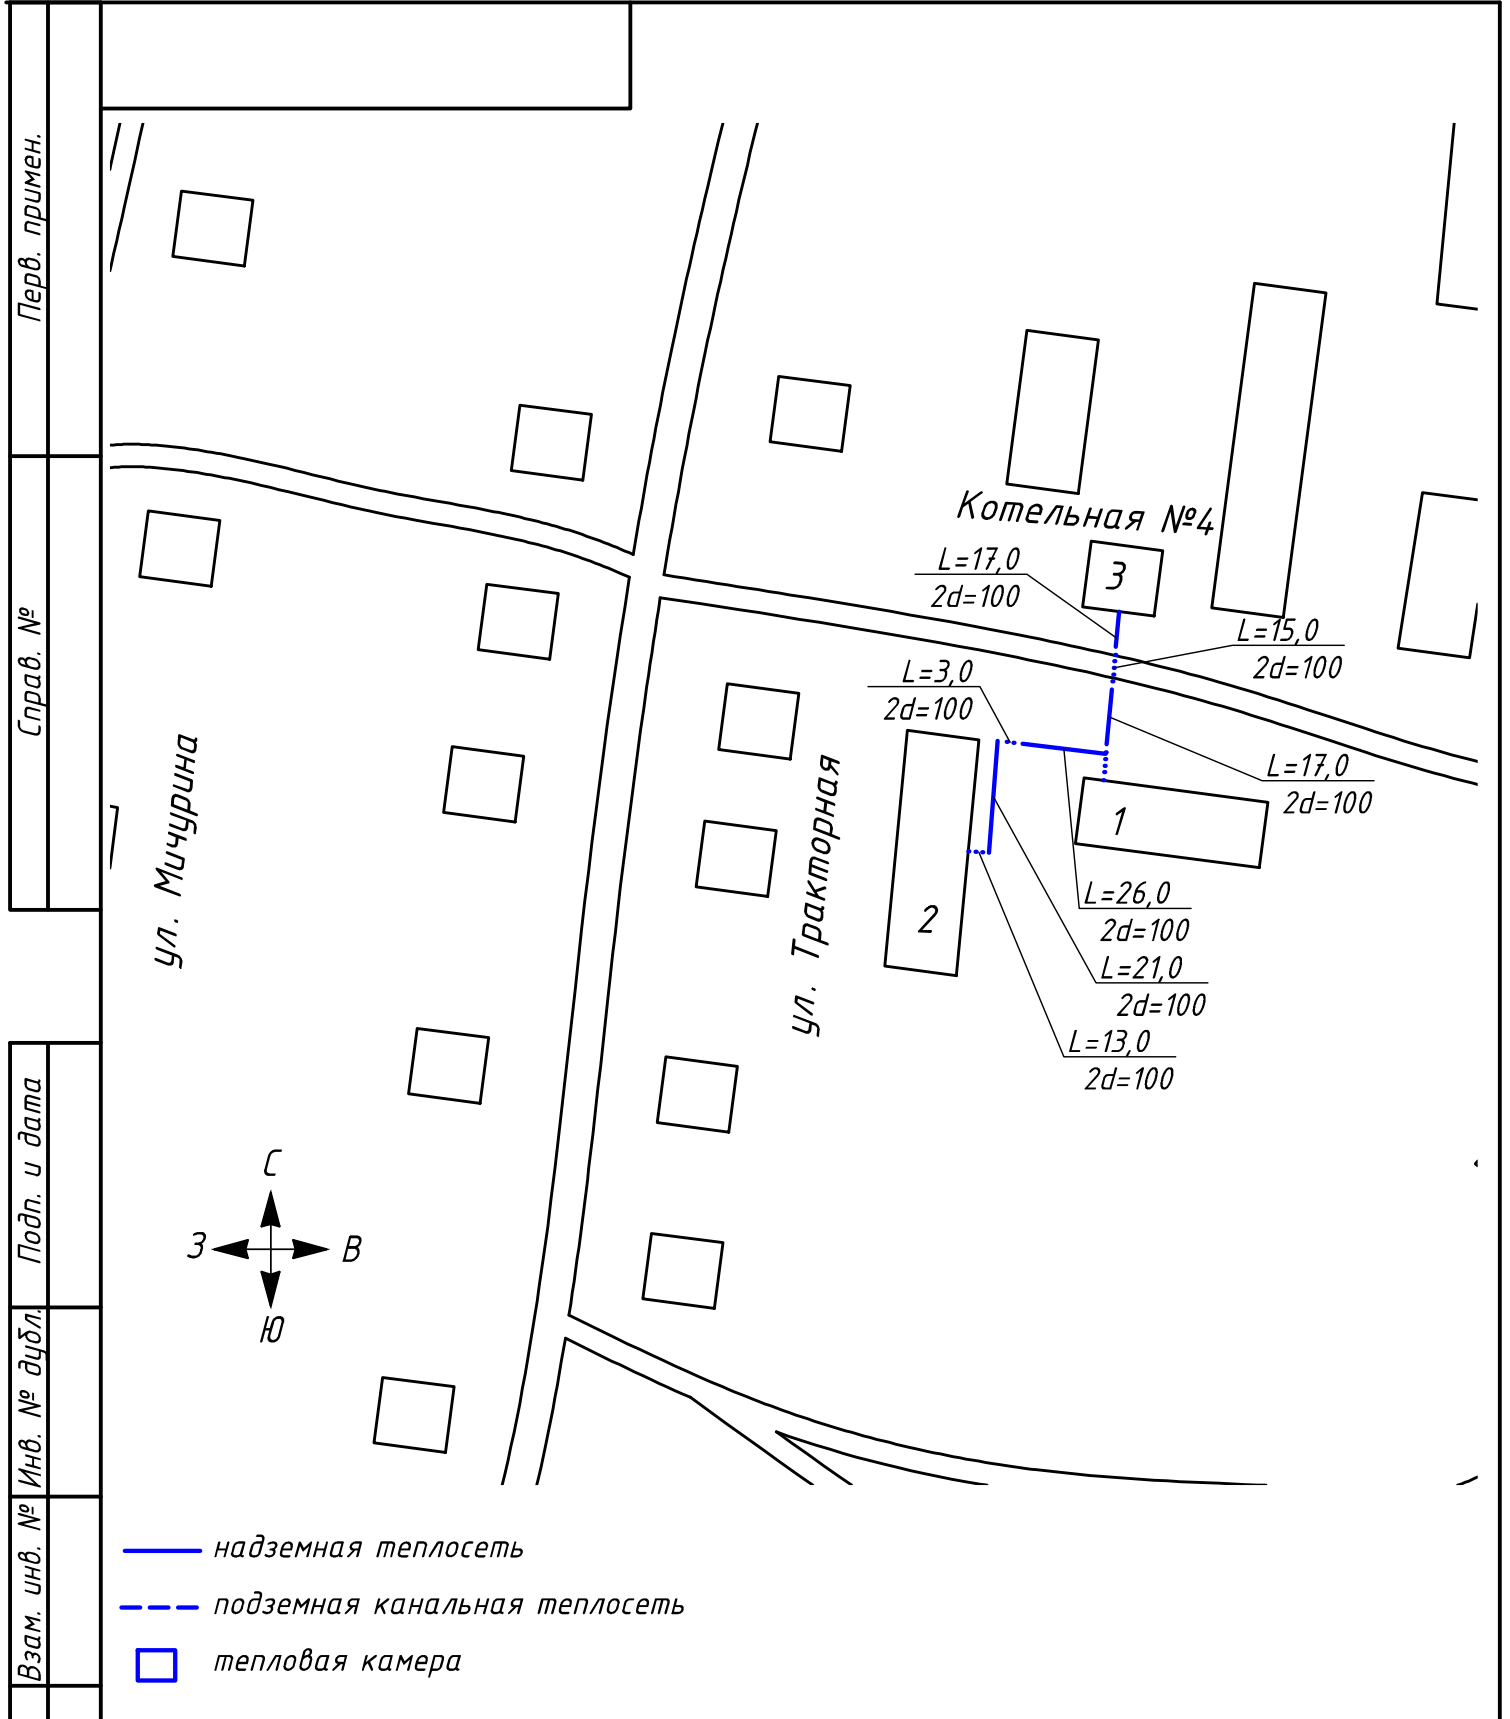 Перв. примен.
Справ. №
Подп. и дата
Инв. № дубл.
Взам. инв. №
Котельная №4
3
L=17,0
2d=100
L=15,0
2d=100
L=3,0
2d=100
L=17,0
2d=100
1
2
L=26,0
2d=100
L=21,0
2d=100
L=13,0
2d=100
ул. Мичурина
ул. Тракторная
С
З
В
Ю
надземная теплосеть
подземная канальная теплосеть
тепловая камера